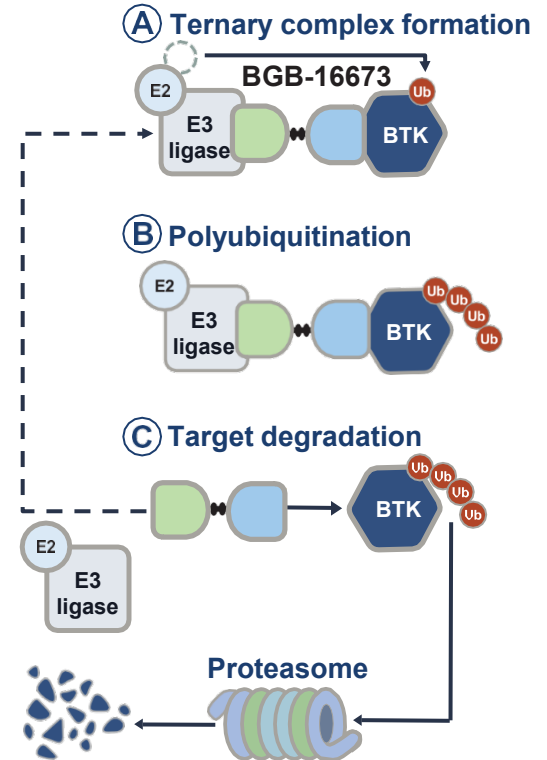 A Ternary complex formation
BGB-16673
E2
Ub
E3
ligase
BTK
B Polyubiquitination
E2
Ub
Ub
Ub
Ub
E3
ligase
BTK
C Target degradation
Ub
Ub
Ub
Ub
BTK
E2
E3
ligase
Proteasome